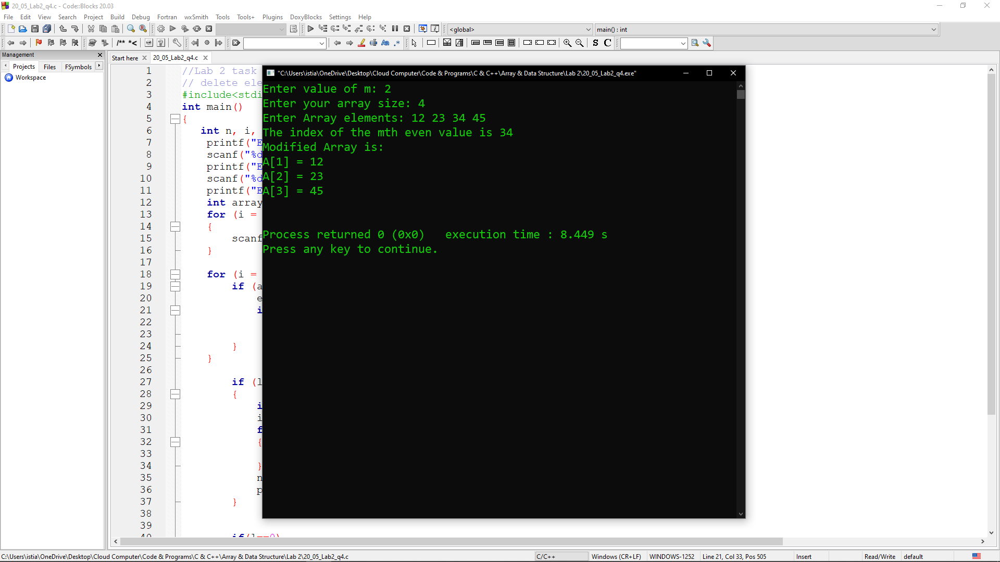 20_05_Lab2_q4.c - Code::Blocks 20.03
File Edit View Search Project Build Debug Fortran wxSmith Tools Tools+ Plugins DoxyBlocks Settings Help
<global>
main() : int
/** *<
S C
Management
Projects Files FSymbols
Workspace
Start here 20_05_Lab2_q4.c
1 //Lab 2 task
2 // delete ele
3 #include<stdi
4 int main()
5 {
6 int n, i,
7 printf("E
8 scanf("%d
9 printf("E
10 scanf("%d
11 printf("E
12 int array
13 for (i =
14 {
15 scanf
16 }
17
18 for (i =
19 if (a
20 e
21 i
22
23
24 }
25 }
26
27 if (l
28 {
29 i
30 i
31 f
32 {
33
34 }
35 n
36 p
37 }
38
39
40 if(l==0)
"C:\Users\istia\OneDrive\Desktop\Cloud Computer\Code & Programs\C & C++\Array & Data Structure\Lab 2\20_05_Lab2_q4.exe"
Enter value of m: 2
Enter your array size: 4
Enter Array elements: 12 23 34 45
The index of the mth even value is 34
Modified Array is:
A[1] = 12
A[2] = 23
A[3] = 45
Process returned 0 (0x0)   execution time : 8.449 s
Press any key to continue.
C:\Users\istia\OneDrive\Desktop\Cloud Computer\Code & Programs\C & C++\Array & Data Structure\Lab 2\20_05_Lab2_q4.c C/C++ Windows (CR+LF) WINDOWS-1252 Line 21, Col 33, Pos 505 Insert Read/Write default